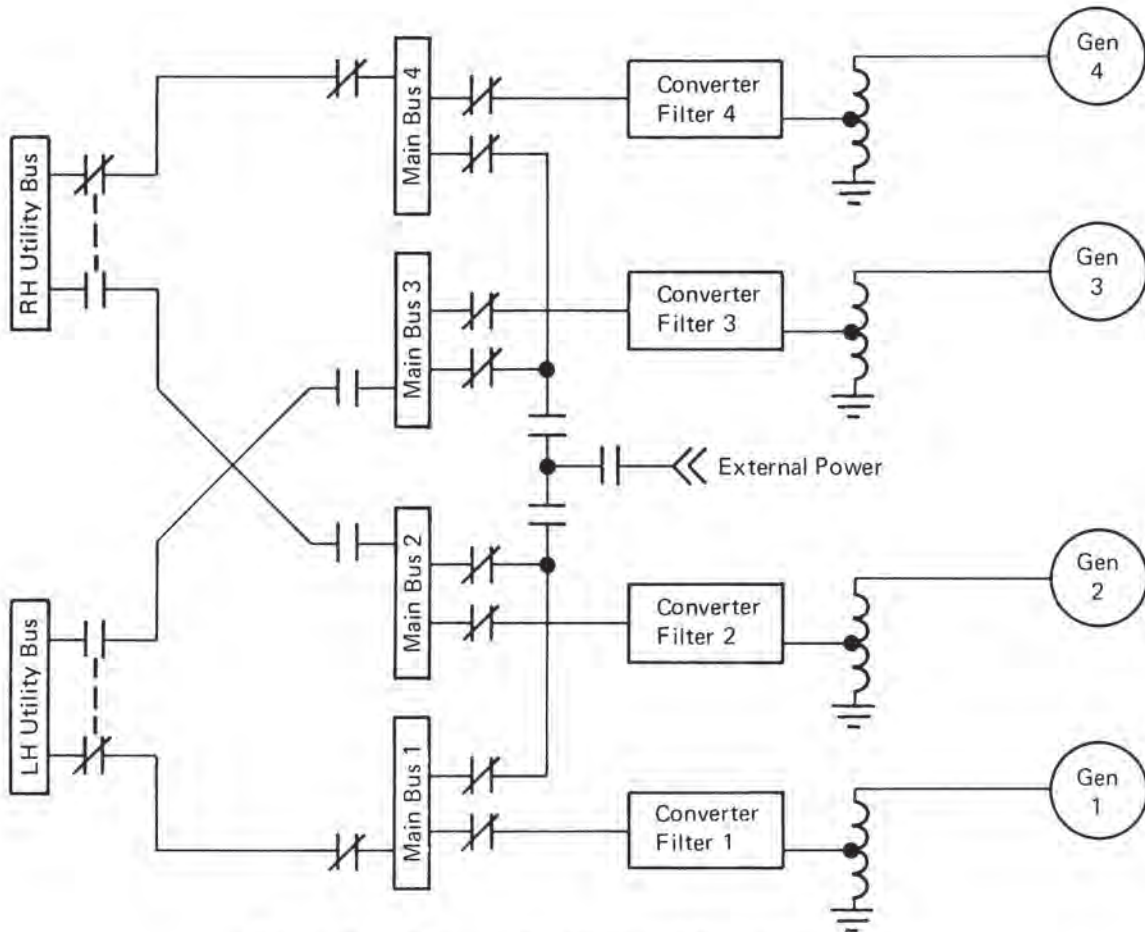 Gen
4
Converter
Filter 4
Main Bus 4
RH Utility Bus
Gen
3
Converter
Filter 3
Main Bus 3
External Power
Main Bus 2
Converter
Filter 2
Gen
2
LH Utility Bus
Main Bus 1
Converter
Filter 1
Gen
1